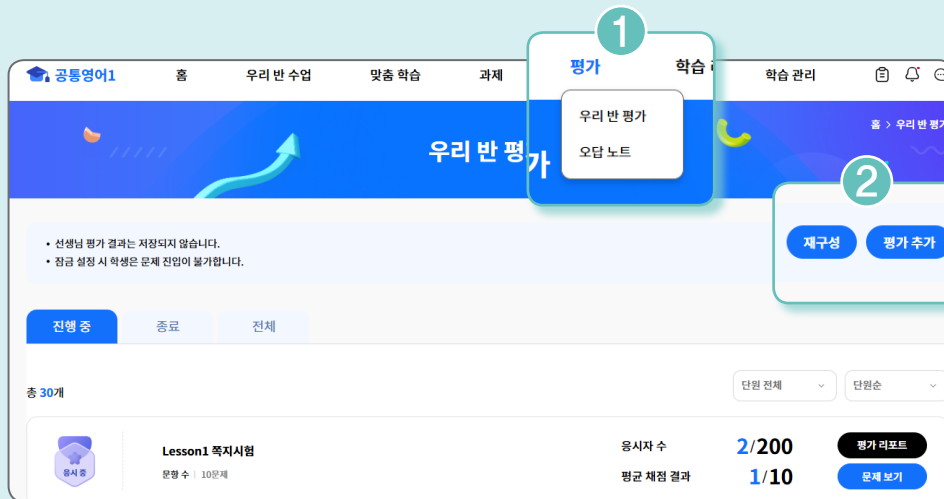 1
공통영어1 홈 우리 반 수업 맞춤 학습 과제 평가 학습 학습 관리
우리 반 평가
오답 노트
홈 > 우리 반 평가
우리 반 평가
2
재구성 평가 추가
• 선생님 평가 결과는 저장되지 않습니다.
• 잠금 설정 시 학생은 문제 진입이 불가합니다.
진행 중 종료 전체
총 30개
단원 전체 단원순
응시 중
Lesson1 쪽지시험
문항 수 | 10문제
응시자 수 2/200
평균 채점 결과 1/10
평가 리포트
문제 보기